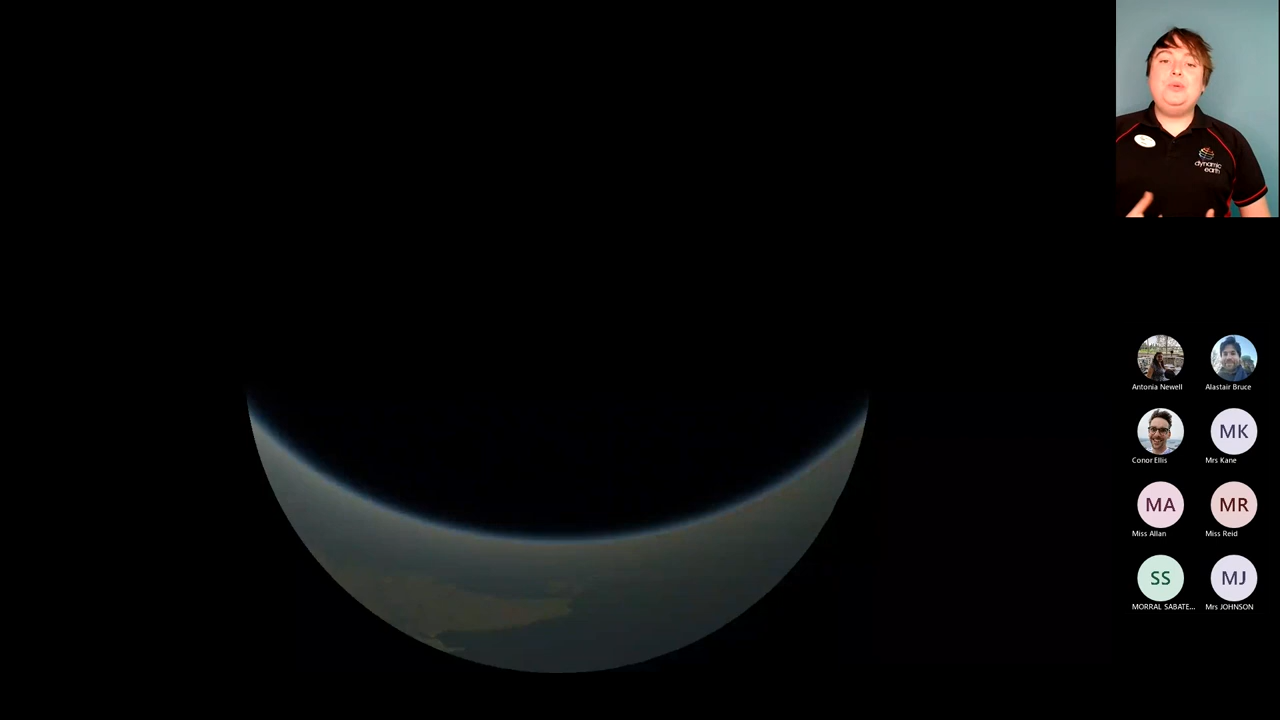 dynamic
earth
Antonia Newell
Alastair Bruce
Conor Ellis
MK
Mrs Kane
MA
Miss Allan
MR
Miss Reid
SS
MORRAL SABATE...
MJ
Mrs JOHNSON